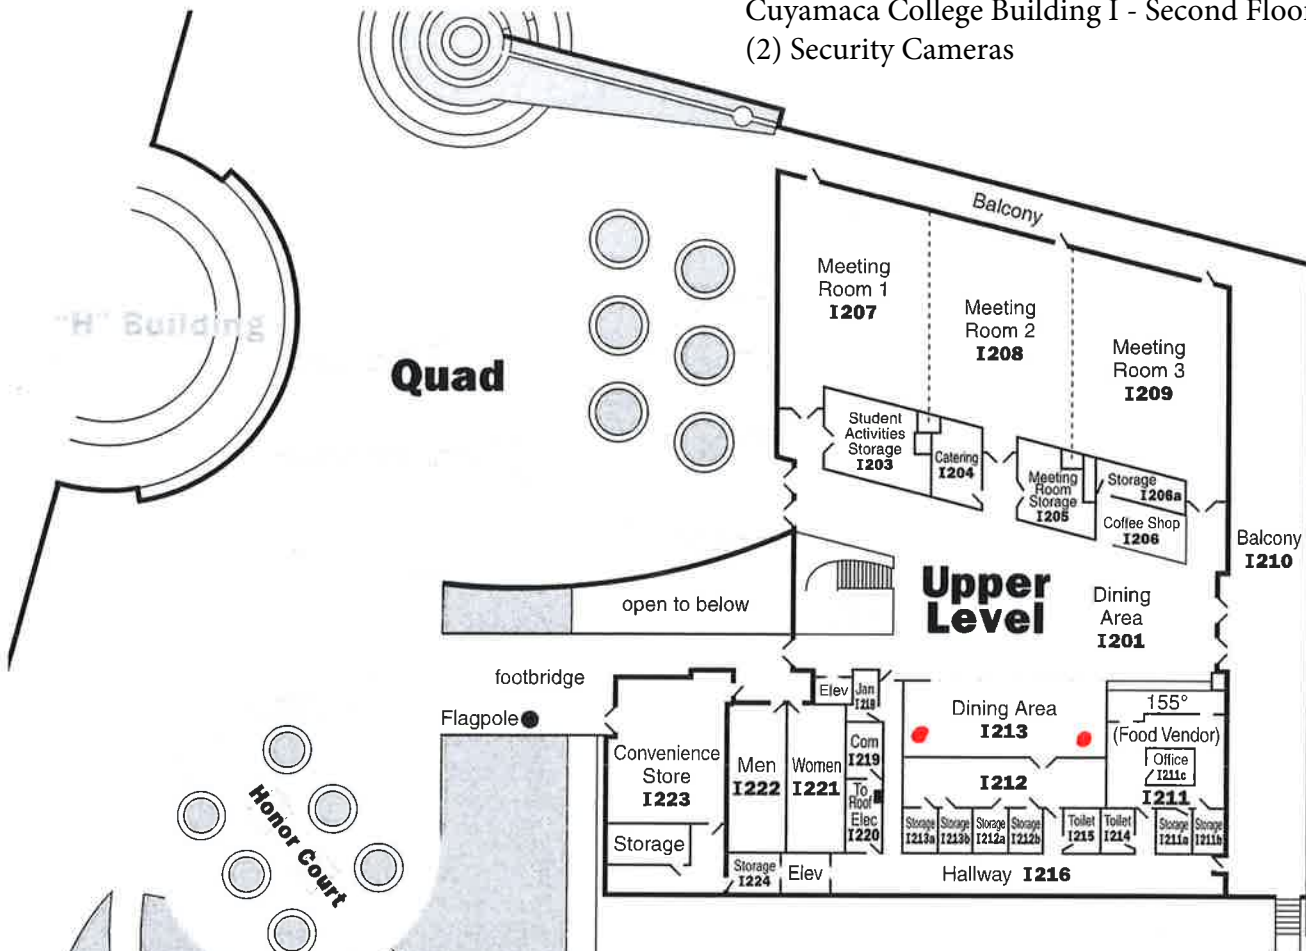 Cuyamaca College Building I - Second Floor
(2) Security Cameras
Balcony
"H" Building
Quad
Meeting
Room 1
I207
Meeting
Room 2
I208
Meeting
Room 3
I209
Student
Activities
Storage
I203
Catering
I204
Meeting
Room
Storage
I205
Storage
I206a
Coffee Shop
I206
Balcony
I210
Upper
Level
Dining
Area
I201
open to below
footbridge
Flagpole
Elev
Jan
I218
Dining Area
I213
155°
(Food Vendor)
Office
I211c
I211
Convenience
Store
I223
Men
I222
Women
I221
Com
I219
To
Roof
Elec
I220
I212
Storage
I213a
Storage
I213b
Storage
I212a
Storage
I212b
Toilet
I215
Toilet
I214
Storage
I211a
Storage
I211b
Storage
Storage
I224
Elev
Hallway I216
Honor Court